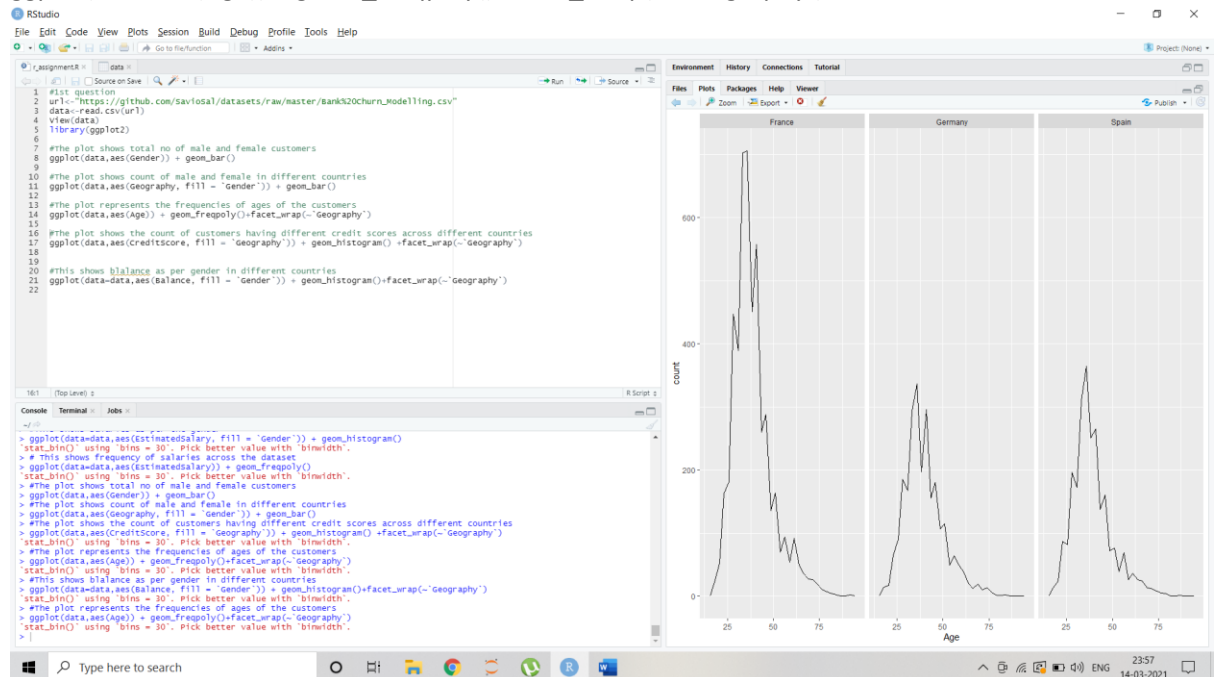 RStudio
File Edit Code View Plots Session Build Debug Profile Tools Help
Go to file/function Addins
Project: (None)
r_assignment.R data
Source on Save Run Source
1 #1st question
2 url<-"https://github.com/SavioSal/datasets/raw/master/Bank%20Churn_Modelling.csv"
3 data<-read.csv(url)
4 View(data)
5 library(ggplot2)
6
7 #The plot shows total no of male and female customers
8 ggplot(data,aes(Gender)) + geom_bar()
9
10 #The plot shows count of male and female in different countries
11 ggplot(data,aes(Geography, fill = `Gender`)) + geom_bar()
12
13 #The plot represents the frequencies of ages of the customers
14 ggplot(data,aes(Age)) + geom_freqpoly()+facet_wrap(~`Geography`)
15
16 #The plot shows the count of customers having different credit scores across different countries
17 ggplot(data,aes(CreditScore, fill = `Geography`)) + geom_histogram() +facet_wrap(~`Geography`)
18
19
20 #This shows blalance as per gender in different countries
21 ggplot(data=data,aes(Balance, fill = `Gender`)) + geom_histogram()+facet_wrap(~`Geography`)
22
16:1 (Top Level) R Script
Console Terminal Jobs
~/
> ggplot(data=data,aes(EstimatedSalary, fill = `Gender`)) + geom_histogram()
`stat_bin()` using `bins = 30`. Pick better value with `binwidth`.
> # This shows frequency of salaries across the dataset
> ggplot(data=data,aes(EstimatedSalary)) + geom_freqpoly()
`stat_bin()` using `bins = 30`. Pick better value with `binwidth`.
> #The plot shows total no of male and female customers
> ggplot(data,aes(Gender)) + geom_bar()
> #The plot shows count of male and female in different countries
> ggplot(data,aes(Geography, fill = `Gender`)) + geom_bar()
> #The plot shows the count of customers having different credit scores across different countries
> ggplot(data,aes(CreditScore, fill = `Geography`)) + geom_histogram() +facet_wrap(~`Geography`)
`stat_bin()` using `bins = 30`. Pick better value with `binwidth`.
> #The plot represents the frequencies of ages of the customers
> ggplot(data,aes(Age)) + geom_freqpoly()+facet_wrap(~`Geography`)
`stat_bin()` using `bins = 30`. Pick better value with `binwidth`.
> #This shows blalance as per gender in different countries
> ggplot(data=data,aes(Balance, fill = `Gender`)) + geom_histogram()+facet_wrap(~`Geography`)
`stat_bin()` using `bins = 30`. Pick better value with `binwidth`.
> #The plot represents the frequencies of ages of the customers
> ggplot(data,aes(Age)) + geom_freqpoly()+facet_wrap(~`Geography`)
`stat_bin()` using `bins = 30`. Pick better value with `binwidth`.
>
Environment History Connections Tutorial
Files Plots Packages Help Viewer
Zoom Export Publish
France Germany Spain
600
400
count
200
0
25 50 75 25 50 75 25 50 75
Age
Type here to search
ENG 23:57
14-03-2021